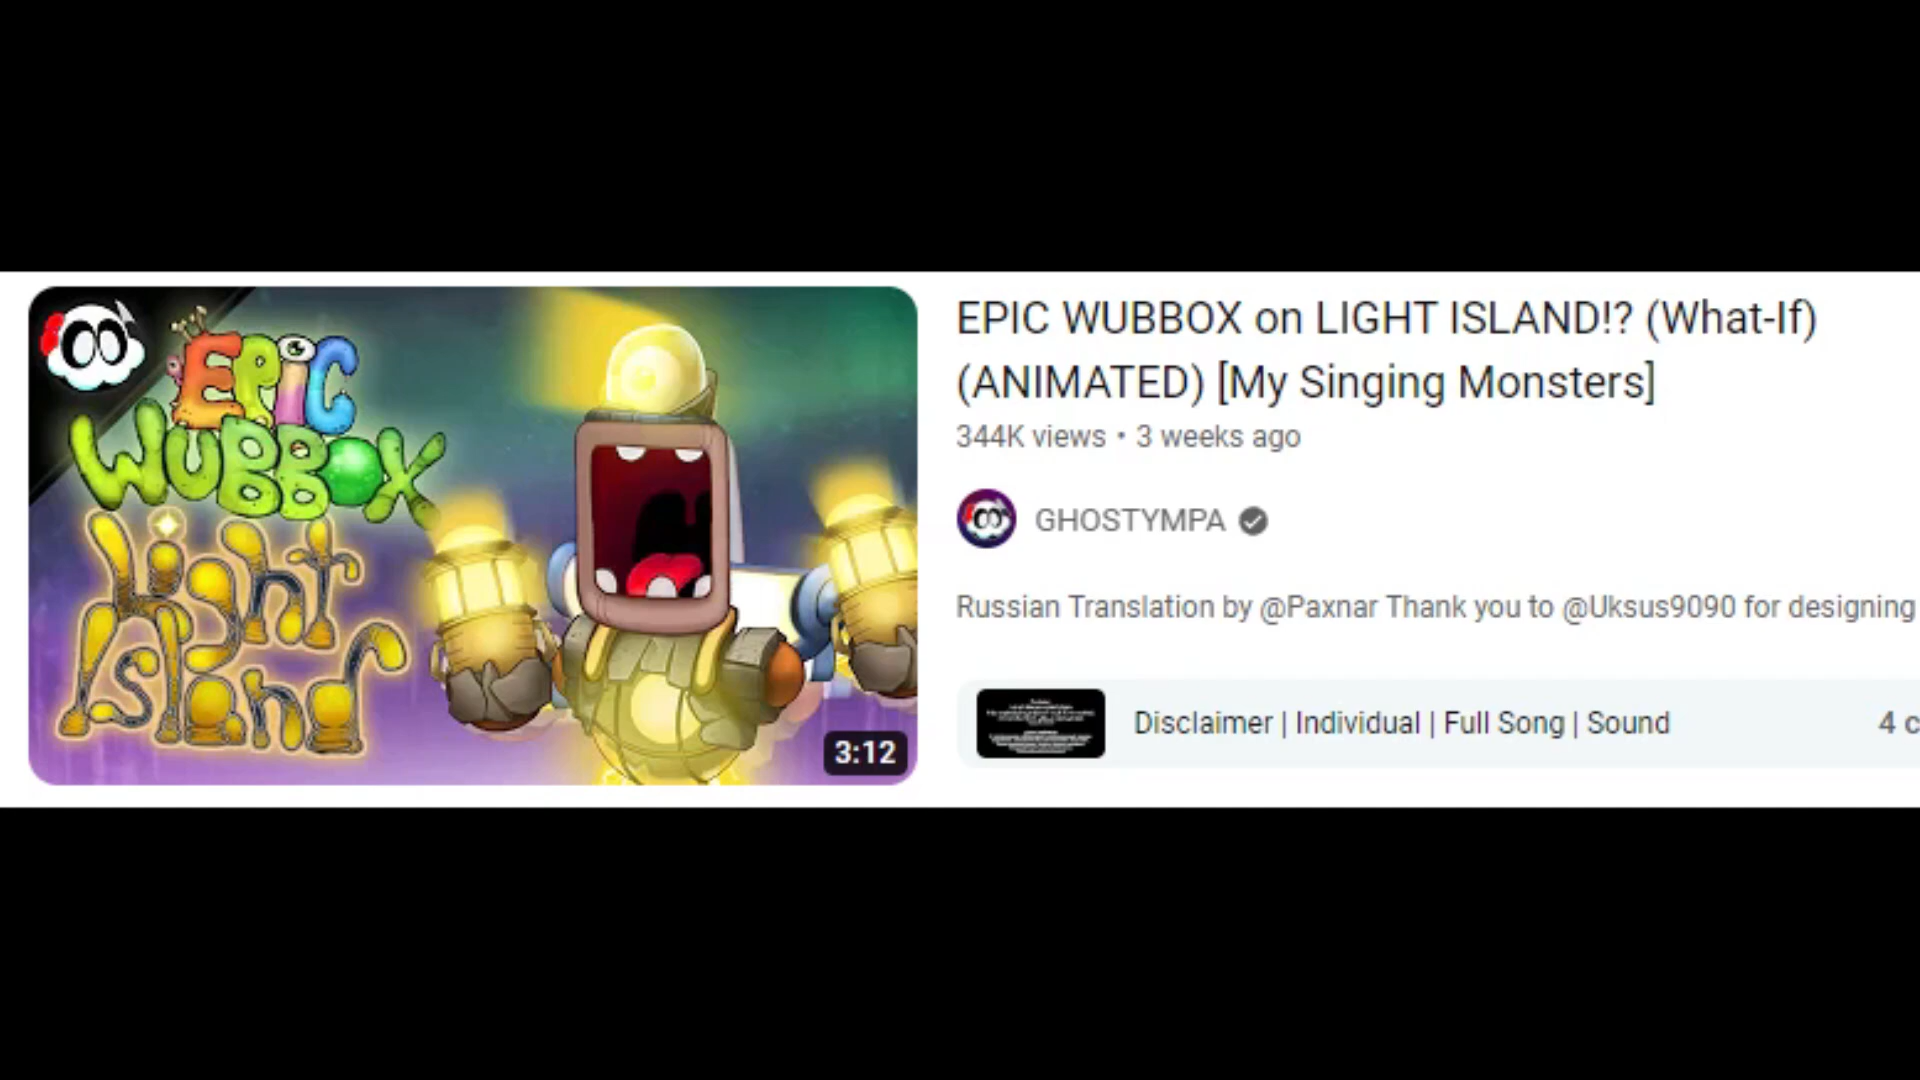 EPIC
WUBBOX
Light
Island
3:12
EPIC WUBBOX on LIGHT ISLAND!? (What-If)
(ANIMATED) [My Singing Monsters]
344K views • 3 weeks ago
GHOSTYMPA
Russian Translation by @Paxnar Thank you to @Uksus9090 for designing
Disclaimer | Individual | Full Song | Sound
4 c